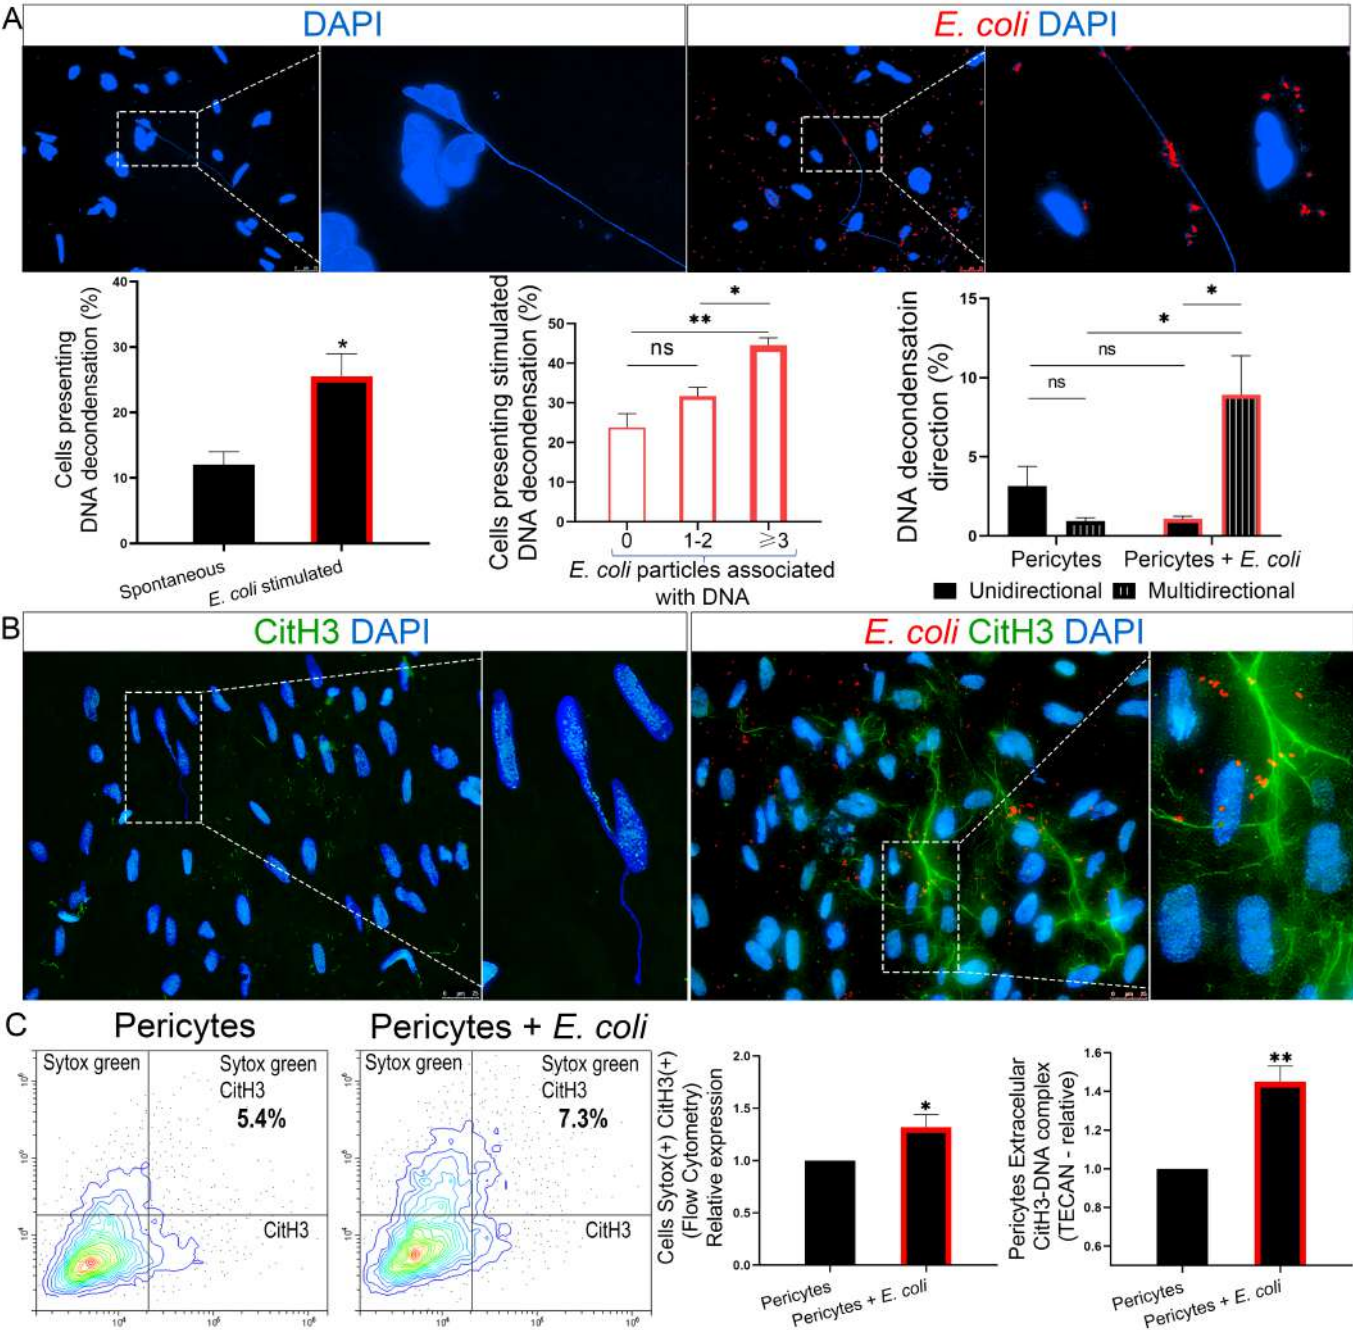 A
DAPI
E. coli DAPI
Cells presenting
DNA decondensation (%)
40
30
20
10
0
*
Spontaneous
E. coli stimulated
Cells presenting stimulated
DNA decondensation (%)
50
40
30
20
10
0
ns
**
*
0 1-2 ⩾3
E. coli particles associated
with DNA
DNA decondensatoin
direction (%)
15
10
5
0
ns
ns
*
*
Pericytes Pericytes + E. coli
Unidirectional Multidirectional
B
CitH3 DAPI
E. coli CitH3 DAPI
0 µm 25
C
Pericytes
Pericytes + E. coli
Sytox green
Sytox green
CitH3
5.4%
CitH3
Sytox green
Sytox green
CitH3
7.3%
CitH3
Cells Sytox(+) CitH3(+)
(Flow Cytometry)
Relative expression
2.0
1.5
1.0
0.5
0.0
*
Pericytes
Pericytes + E. coli
Pericytes Extracelular
CitH3-DNA complex
(TECAN - relative)
1.6
1.4
1.2
1.0
0.8
0.6
**
Pericytes
Pericytes + E. coli